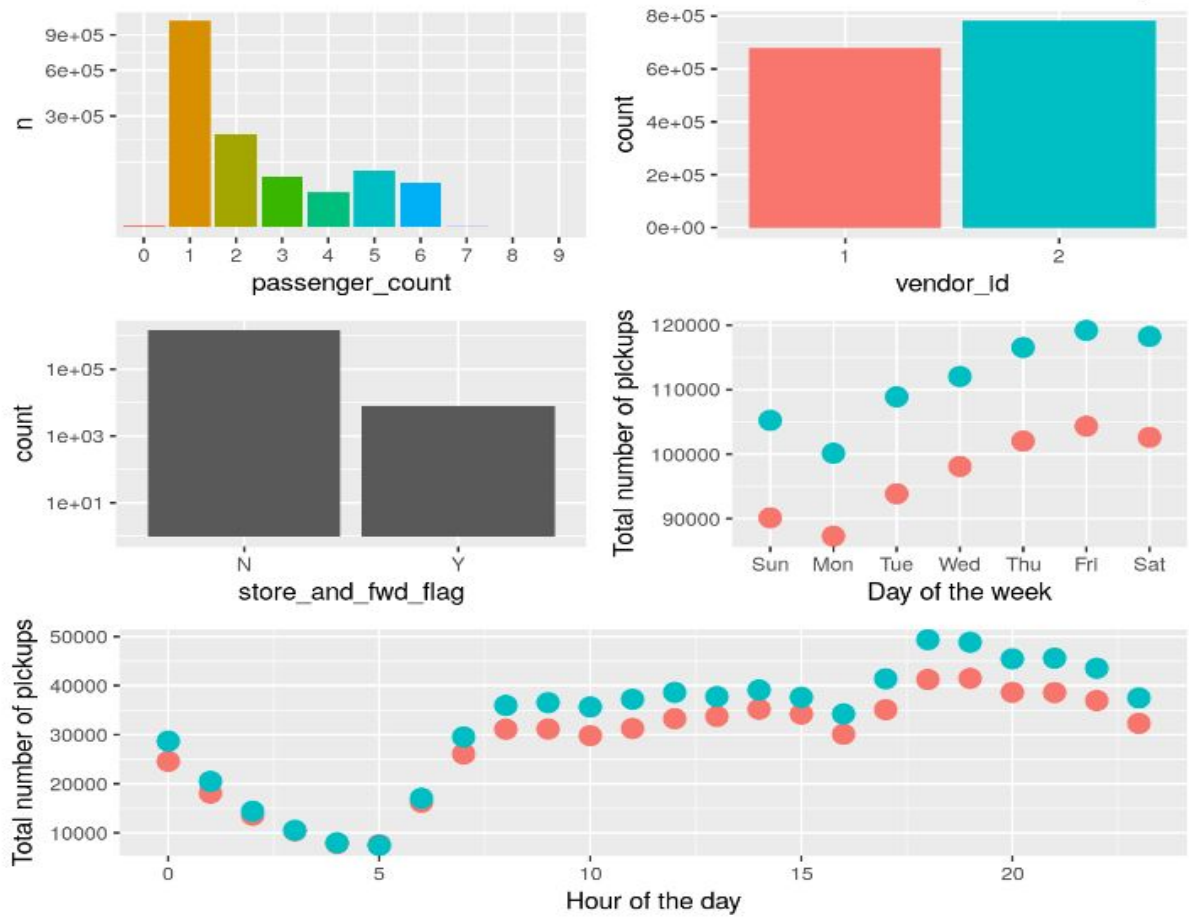 9e+05
6e+05
3e+05
n
0 1 2 3 4 5 6 7 8 9
passenger_count
8e+05
6e+05
4e+05
2e+05
0e+00
count
1 2
vendor_id
1e+05
1e+03
1e+01
count
N Y
store_and_fwd_flag
120000
110000
100000
90000
Total number of pickups
Sun Mon Tue Wed Thu Fri Sat
Day of the week
50000
40000
30000
20000
10000
Total number of pickups
0 5 10 15 20
Hour of the day